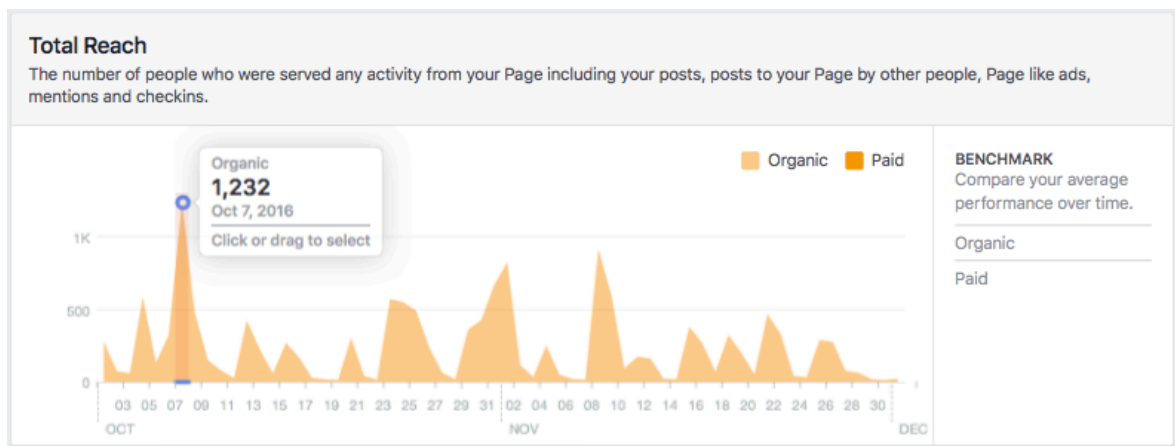 Total Reach
The number of people who were served any activity from your Page including your posts, posts to your Page by other people, Page like ads,
mentions and checkins.
Organic
1,232
Oct 7, 2016
Click or drag to select
Organic Paid
BENCHMARK
Compare your average
performance over time.
Organic
Paid
1K
500
0
03 05 07 09 11 13 15 17 19 21 23 25 27 29 31 02 04 06 08 10 12 14 16 18 20 22 24 26 28 30
OCT NOV DEC